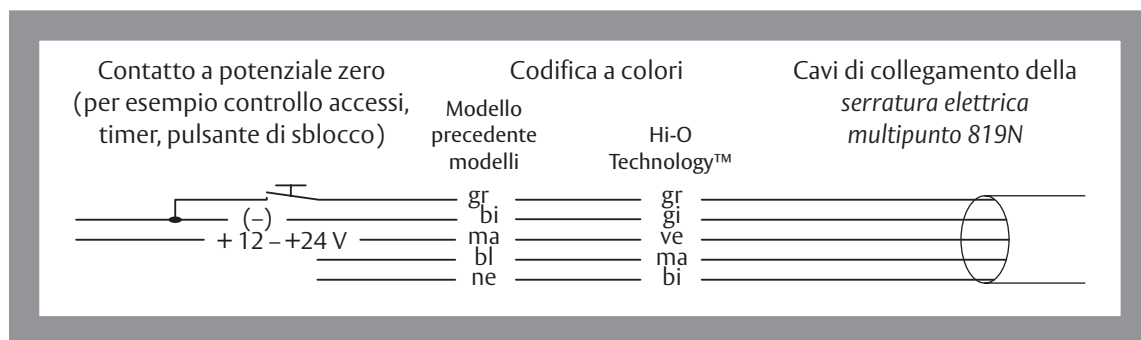 Contatto a potenziale zero
(per esempio controllo accessi,
timer, pulsante di sblocco)
Codifica a colori
Modello
precedente
modelli
Hi-O
Technology™
Cavi di collegamento della
serratura elettrica
multipunto 819N
gr gr
(–) bi gi
+ 12 – +24 V ma ve
bl ma
ne bi